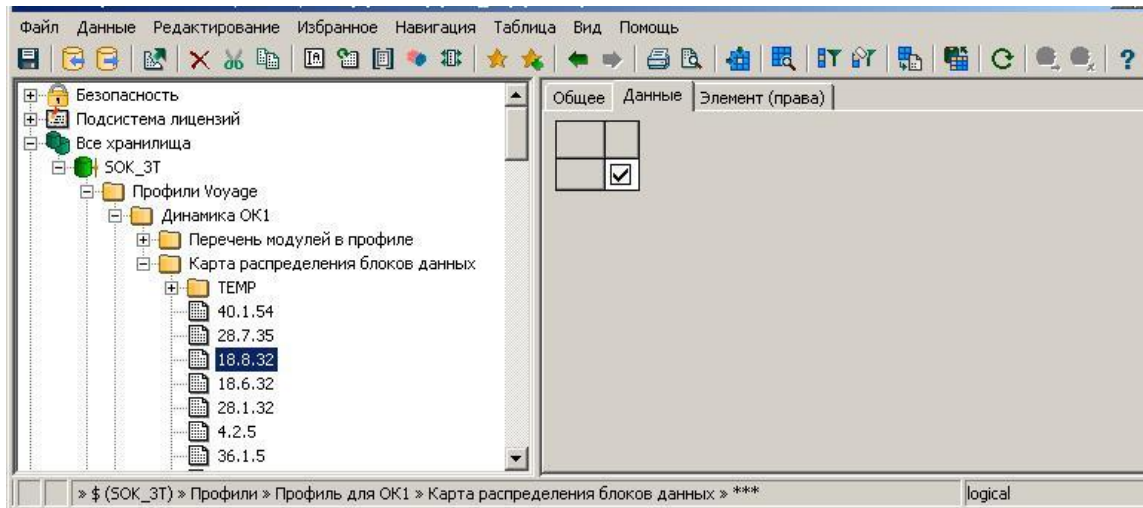 Файл Данные Редактирование Избранное Навигация Таблица Вид Помощь
Безопасность
Подсистема лицензий
Все хранилища
SOK_3T
Профили Voyage
Динамика ОК1
Перечень модулей в профиле
Карта распределения блоков данных
TEMP
40.1.54
28.7.35
18.8.32
18.6.32
28.1.32
4.2.5
36.1.5
Общее Данные Элемент (права)
» $ (SOK_3T) » Профили » Профиль для ОК1 » Карта распределения блоков данных » ***
logical